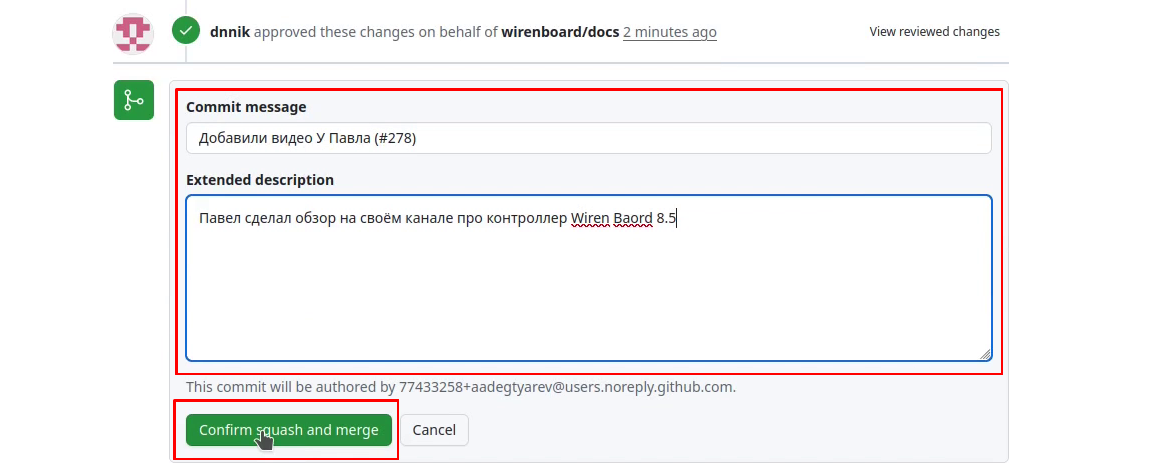 dnnik approved these changes on behalf of wirenboard/docs 2 minutes ago View reviewed changes
Commit message
Добавили видео У Павла (#278)
Extended description
Павел сделал обзор на своём канале про контроллер Wiren Baord 8.5
This commit will be authored by 77433258+aadegtyarev@users.noreply.github.com.
Confirm squash and merge Cancel